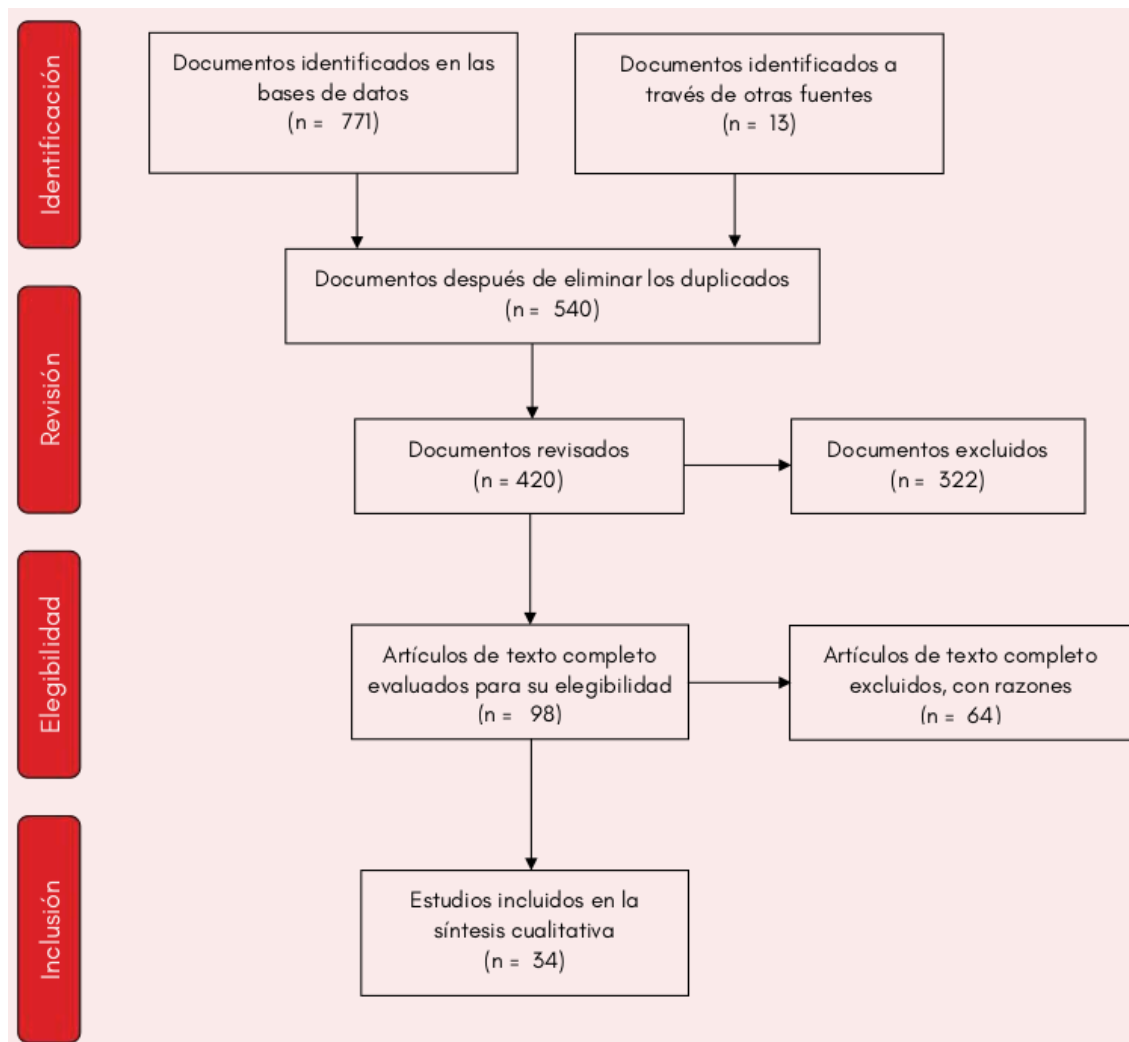 Identificación
Documentos identificados en las
bases de datos
(n = 771)
Documentos identificados a
través de otras fuentes
(n = 13)
Documentos después de eliminar los duplicados
(n = 540)
Revisión
Documentos revisados
(n = 420)
Documentos excluidos
(n = 322)
Elegibilidad
Artículos de texto completo
evaluados para su elegibilidad
(n = 98)
Artículos de texto completo
excluidos, con razones
(n = 64)
Inclusión
Estudios incluidos en la
síntesis cualitativa
(n = 34)